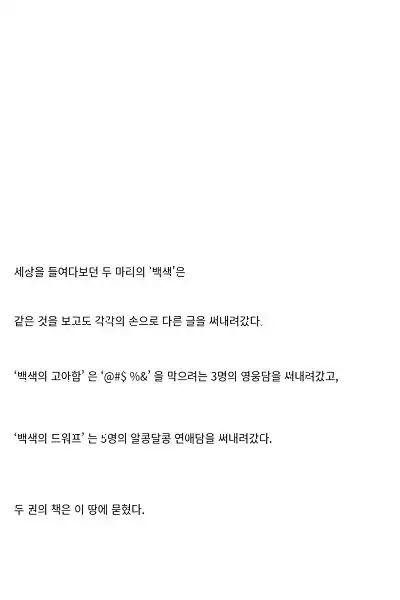 세상을 들여다보던 두 마리의 ‘백색’은
같은 것을 보고도 각각의 손으로 다른 글을 써내려갔다.
‘백색의 고야합’ 은 ‘@#$ %&’ 을 막으려는 3명의 영웅담을 써내려갔고,
‘백색의 드워프’ 는 5명의 알콩달콩 연애담을 써내려갔다.
두 권의 책은 이 땅에 묻혔다.